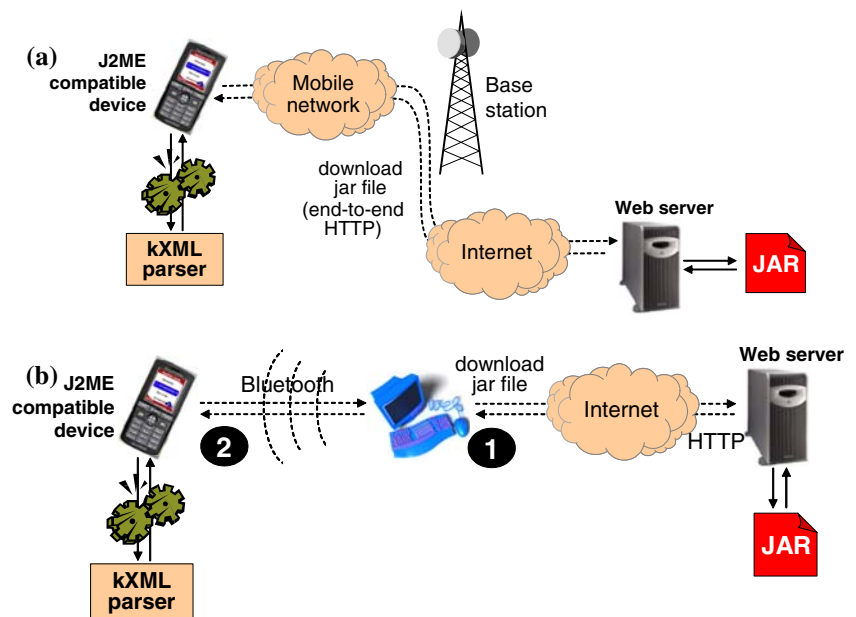 (a)
J2ME
compatible
device
Mobile
network
Base
station
download
jar file
(end-to-end
HTTP)
kXML
parser
Internet
Web server
JAR
(b)
J2ME
compatible
device
Bluetooth
2
download
jar file
1
Internet
Web server
HTTP
JAR
kXML
parser